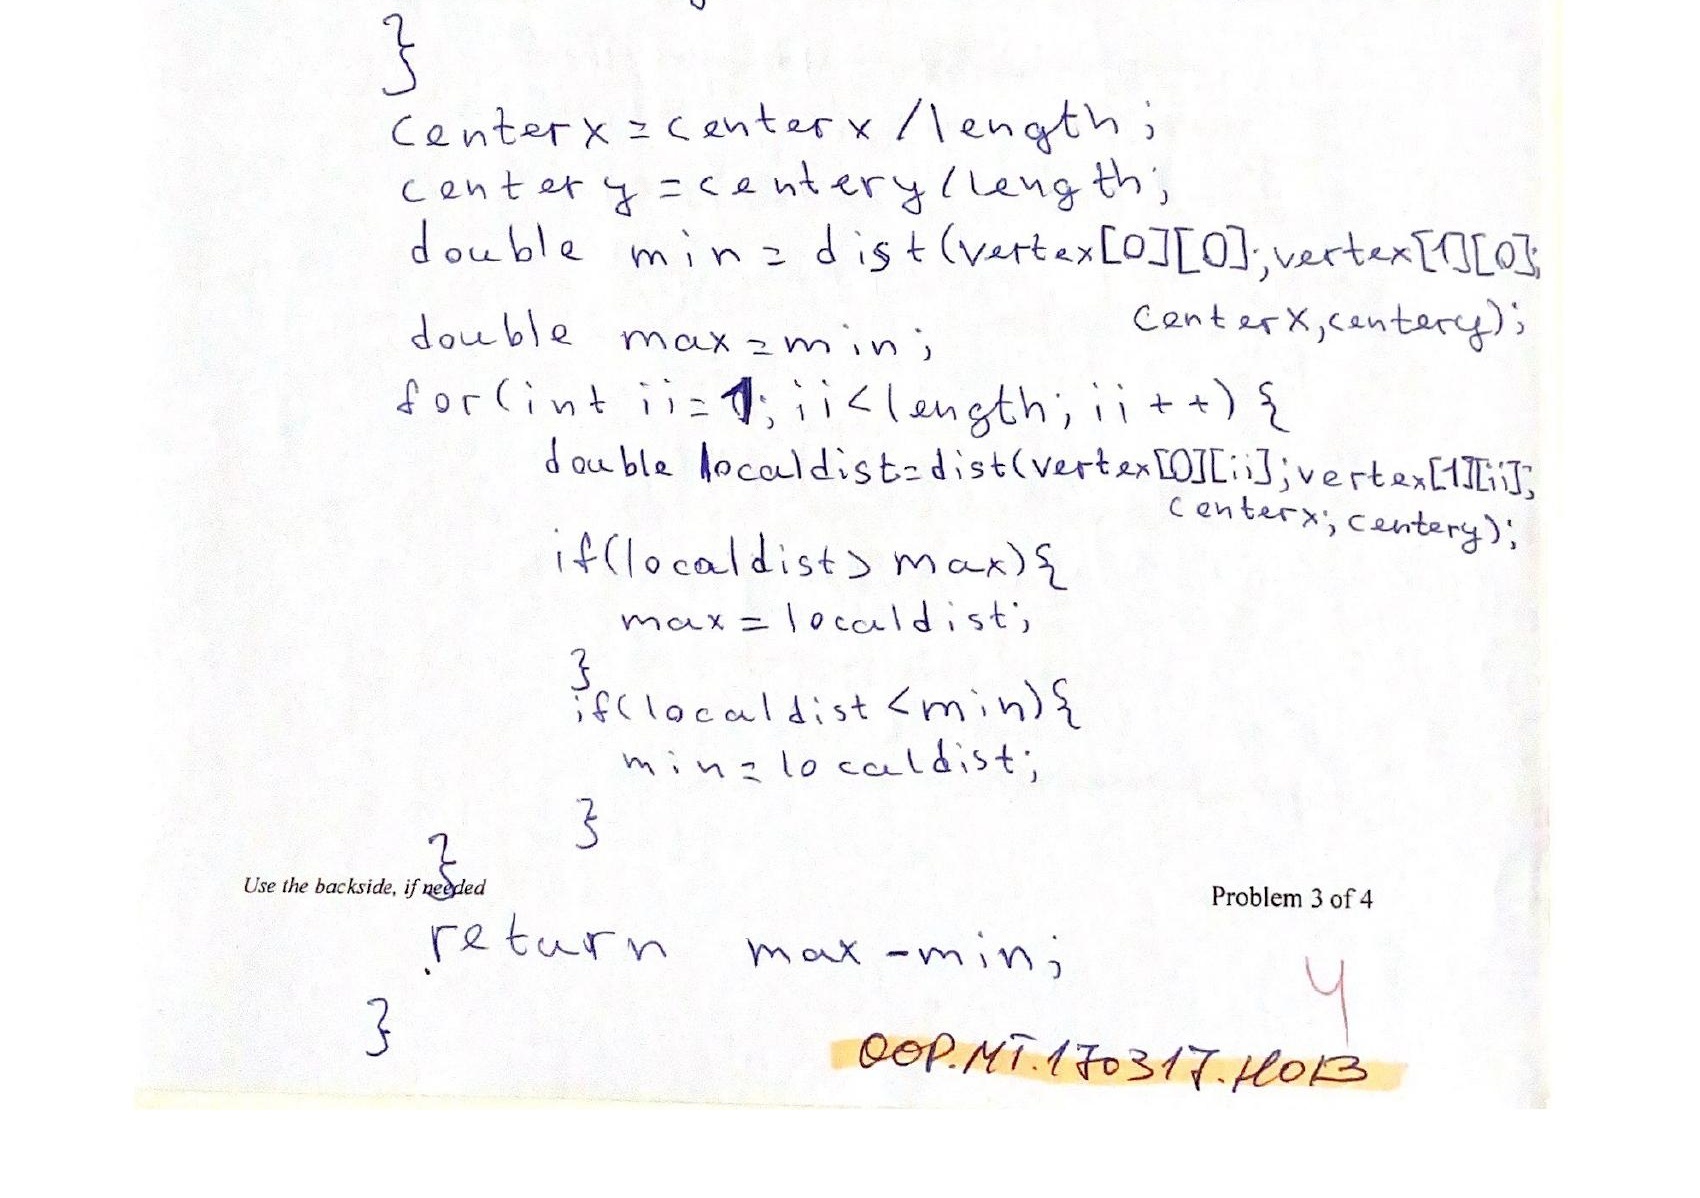 }
centerx=centerx/length;
centery=centery/length;
double min=dist(vertex[0][0];vertex[1][0];
centerx,centery);
double max=min;
for(int ii=1;ii<length;ii++){
double localdist=dist(vertex[0][ii];vertex[1][ii];
centerx;centery);
if(localdist>max){
max=localdist;
}
if(localdist<min){
min=localdist;
}
}
Use the backside, if needed
Problem 3 of 4
return max-min;
4
}
OOP.MT.170317.H01B